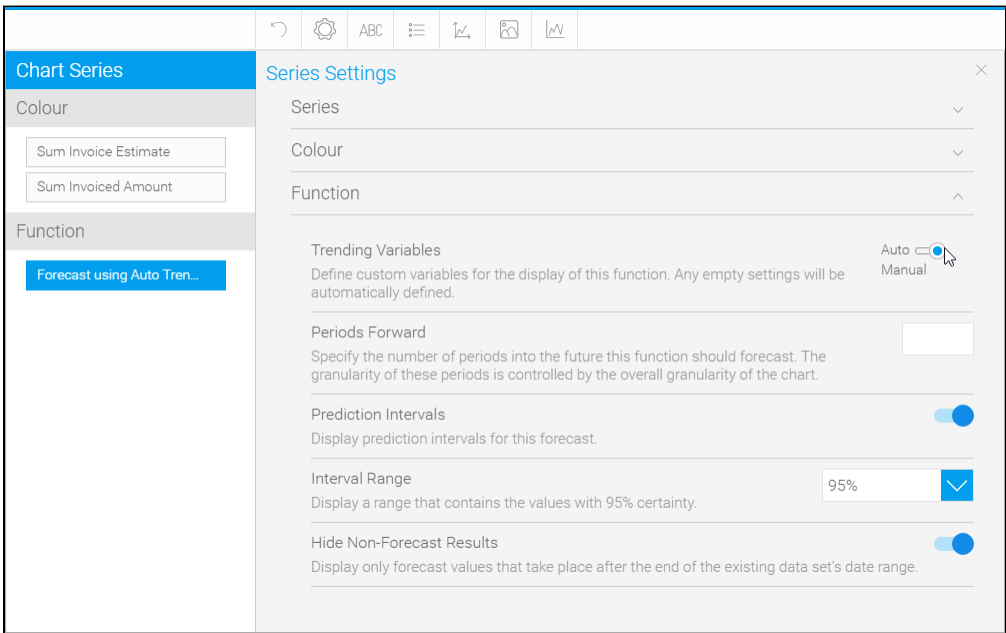 ABC
Chart Series
Colour
Sum Invoice Estimate
Sum Invoiced Amount
Function
Forecast using Auto Tren...
Series Settings
Series
Colour
Function
Trending Variables
Define custom variables for the display of this function. Any empty settings will be
automatically defined.
Auto
Manual
Periods Forward
Specify the number of periods into the future this function should forecast. The
granularity of these periods is controlled by the overall granularity of the chart.
Prediction Intervals
Display prediction intervals for this forecast.
Interval Range
Display a range that contains the values with 95% certainty.
95%
Hide Non-Forecast Results
Display only forecast values that take place after the end of the existing data set's date range.